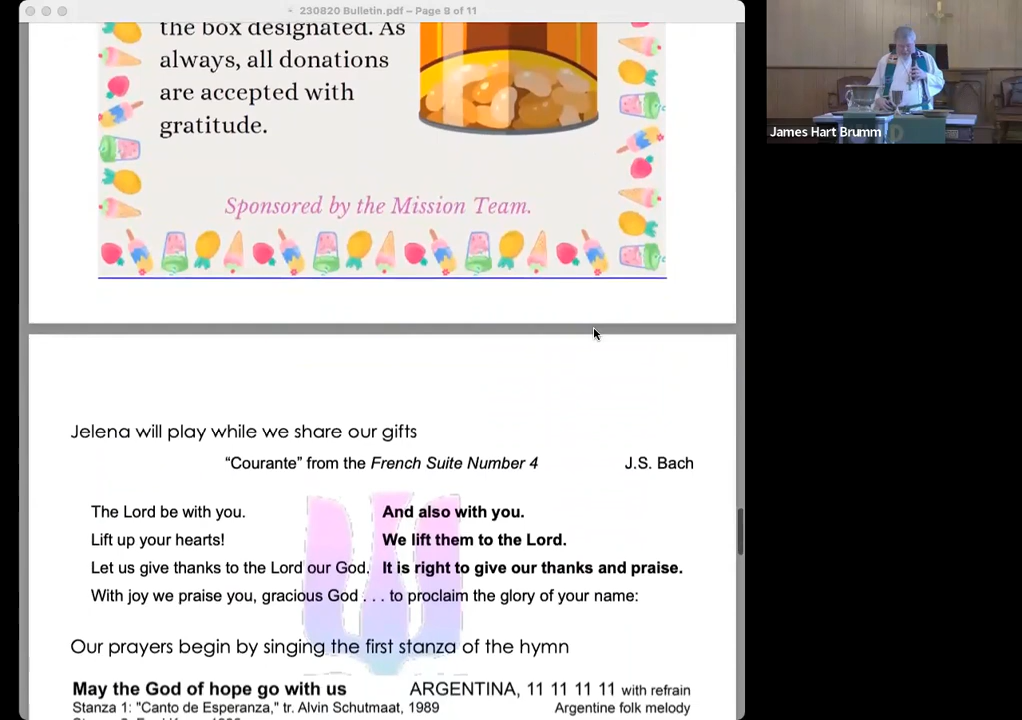 230820 Bulletin.pdf – Page 8 of 11
the box designated. As
always, all donations
are accepted with
gratitude.
Sponsored by the Mission Team.
James Hart Brumm
Jelena will play while we share our gifts
“Courante” from the French Suite Number 4 J.S. Bach
The Lord be with you. And also with you.
Lift up your hearts! We lift them to the Lord.
Let us give thanks to the Lord our God. It is right to give our thanks and praise.
With joy we praise you, gracious God . . . to proclaim the glory of your name:
Our prayers begin by singing the first stanza of the hymn
May the God of hope go with us ARGENTINA, 11 11 11 11 with refrain
Stanza 1: "Canto de Esperanza," tr. Alvin Schutmaat, 1989 Argentine folk melody